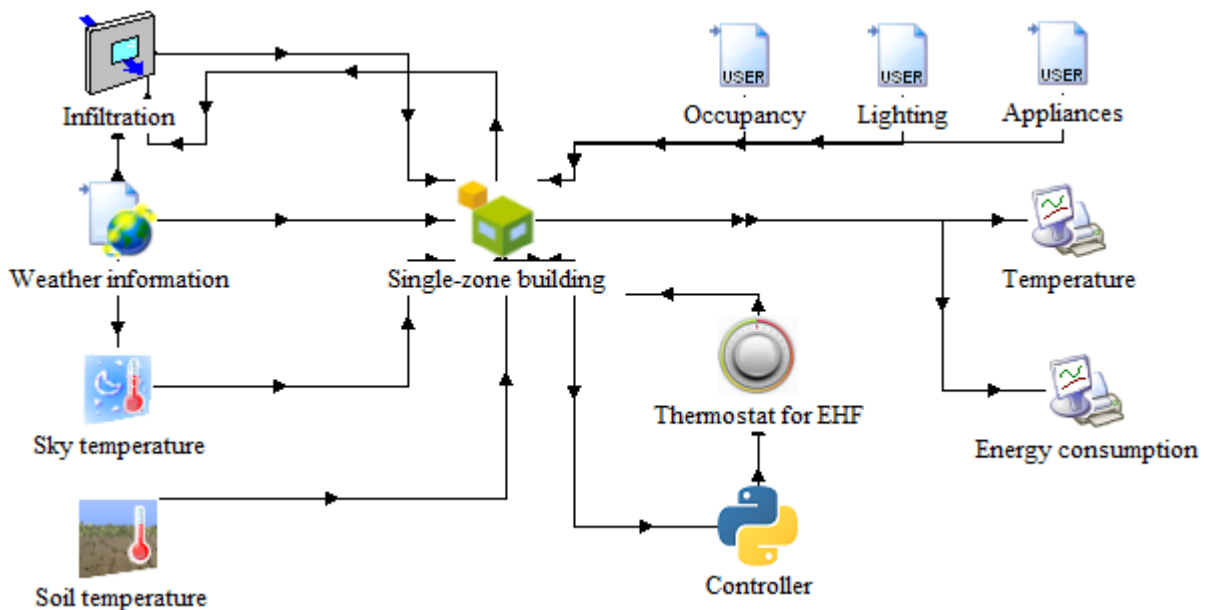 USER
USER
USER
Infiltration
Occupancy
Lighting
Appliances
Weather information
Single-zone building
Temperature
Thermostat for EHF
Sky temperature
Energy consumption
Controller
Soil temperature